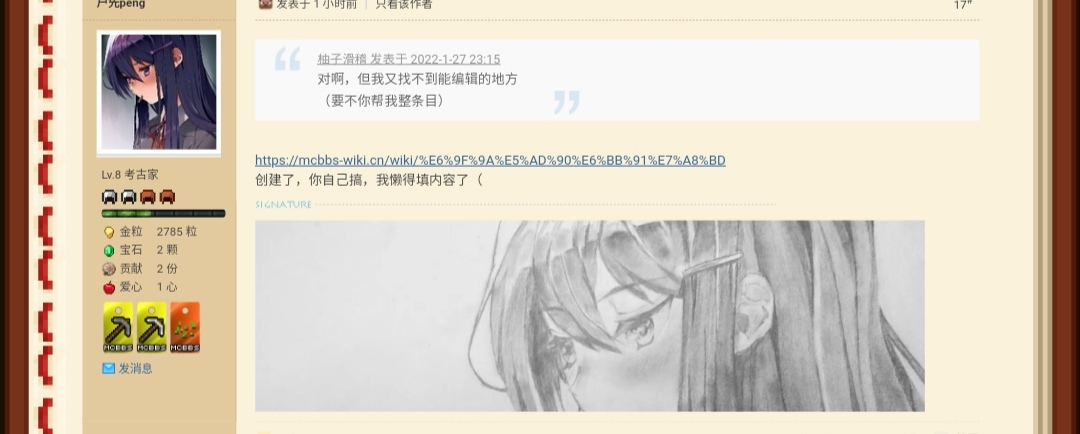 户先peng
发表于 1 小时前 | 只看该作者
17"
柚子滑稽 发表于 2022-1-27 23:15
对啊，但我又找不到能编辑的地方
（要不你帮我整条目）
https://mcbbs-wiki.cn/wiki/%E6%9F%9A%E5%AD%90%E6%BB%91%E7%A8%BD
创建了，你自己搞，我懒得填内容了（
SIGNATURE
Lv.8 考古家
金粒 2785 粒
宝石 2 颗
贡献 2 份
爱心 1 心
MCBBS MCBBS MCBBS
发消息